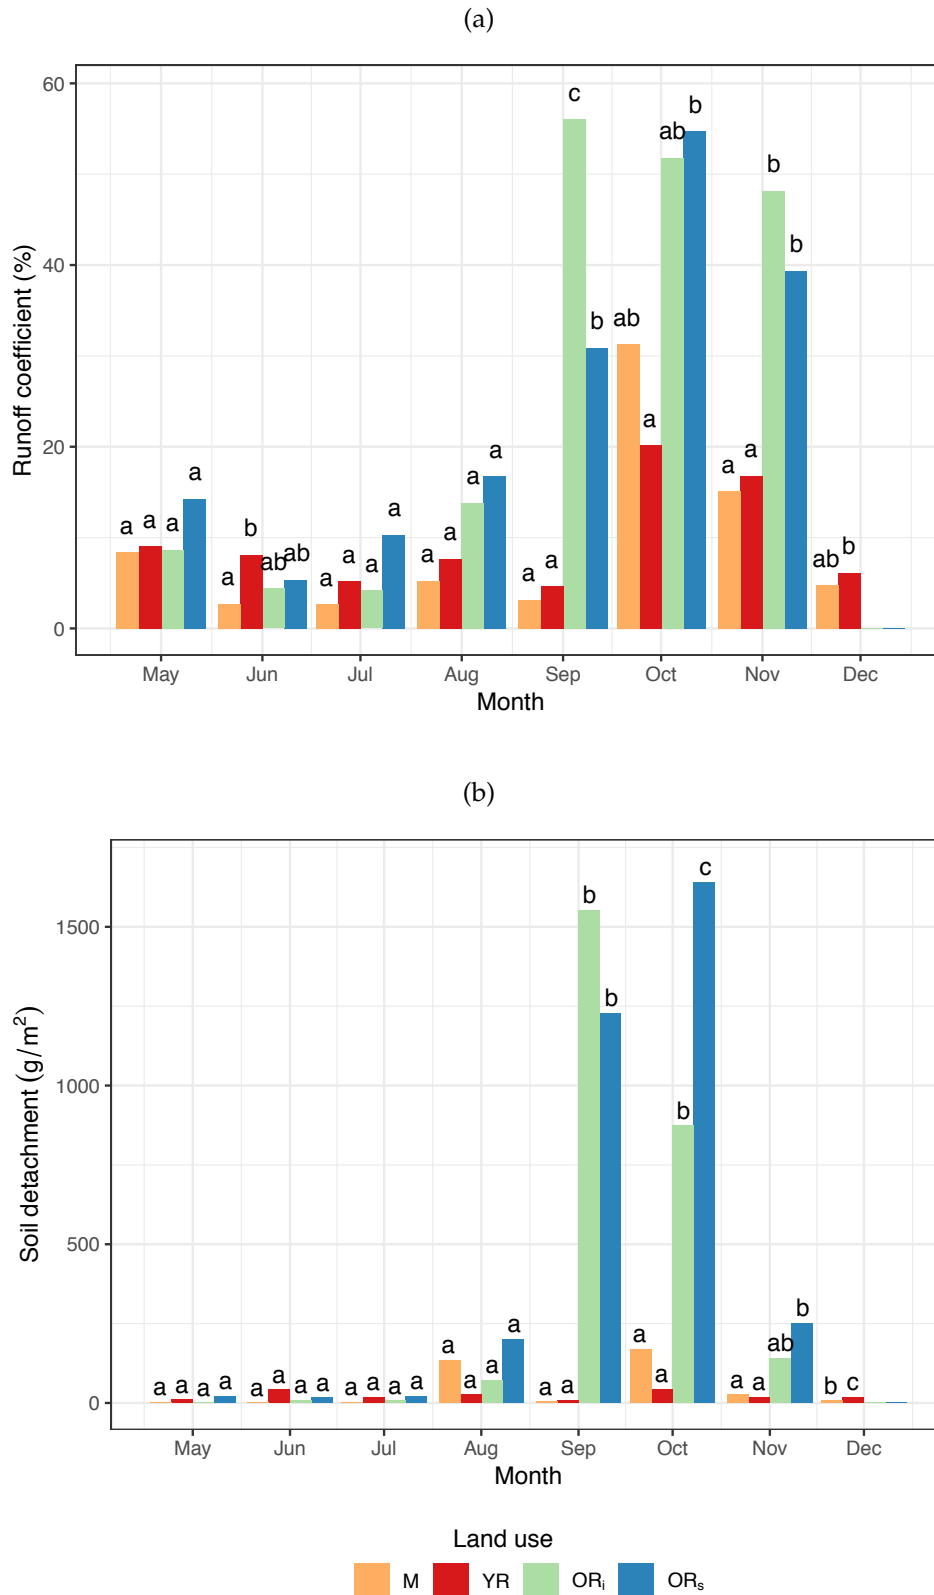 (a)
60
40
20
0
Runoff coefficient (%)
a a a a
a b ab ab
a a a a
a a a a
a a c b
ab a ab b
a a b b
ab b
May Jun Jul Aug Sep Oct Nov Dec
Month
(b)
1500
1000
500
0
Soil detachment (g/m²)
a a a a
a a a a
a a a a
a a a a
a a b b
a a b c
a a ab b
b c
May Jun Jul Aug Sep Oct Nov Dec
Month
Land use
M YR ORᵢ ORₛ